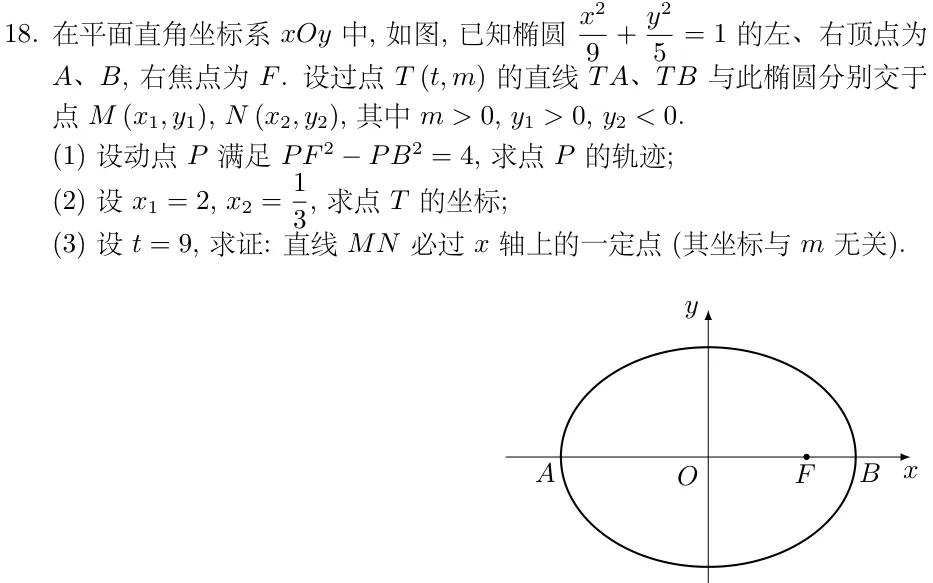 18. 在平面直角坐标系 xOy 中, 如图, 已知椭圆 $\dfrac{x^2}{9} + \dfrac{y^2}{5} = 1$ 的左、右顶点为
A、B, 右焦点为 F. 设过点 T (t, m) 的直线 TA、TB 与此椭圆分别交于
点 M (x₁, y₁), N (x₂, y₂), 其中 m > 0, y₁ > 0, y₂ < 0.
(1) 设动点 P 满足 PF² − PB² = 4, 求点 P 的轨迹;
(2) 设 x₁ = 2, x₂ = $\dfrac{1}{3}$, 求点 T 的坐标;
(3) 设 t = 9, 求证: 直线 MN 必过 x 轴上的一定点 (其坐标与 m 无关).
y
A
O
F
B
x